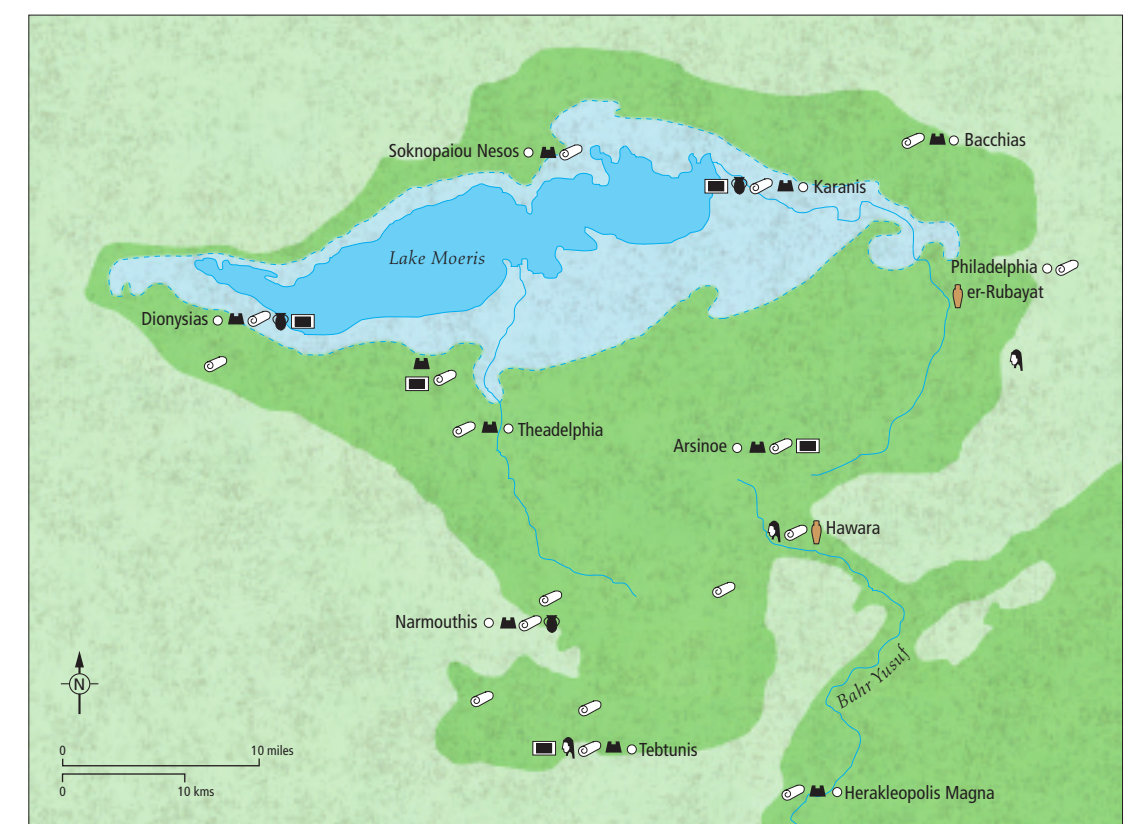 Soknopaiou Nesos
Bacchias
Karanis
Lake Moeris
Philadelphia
er-Rubayat
Dionysias
Theadelphia
Arsinoe
Hawara
Narmouthis
Bahr Yusuf
N
Tebtunis
0 10 miles
0 10 kms
Herakleopolis Magna